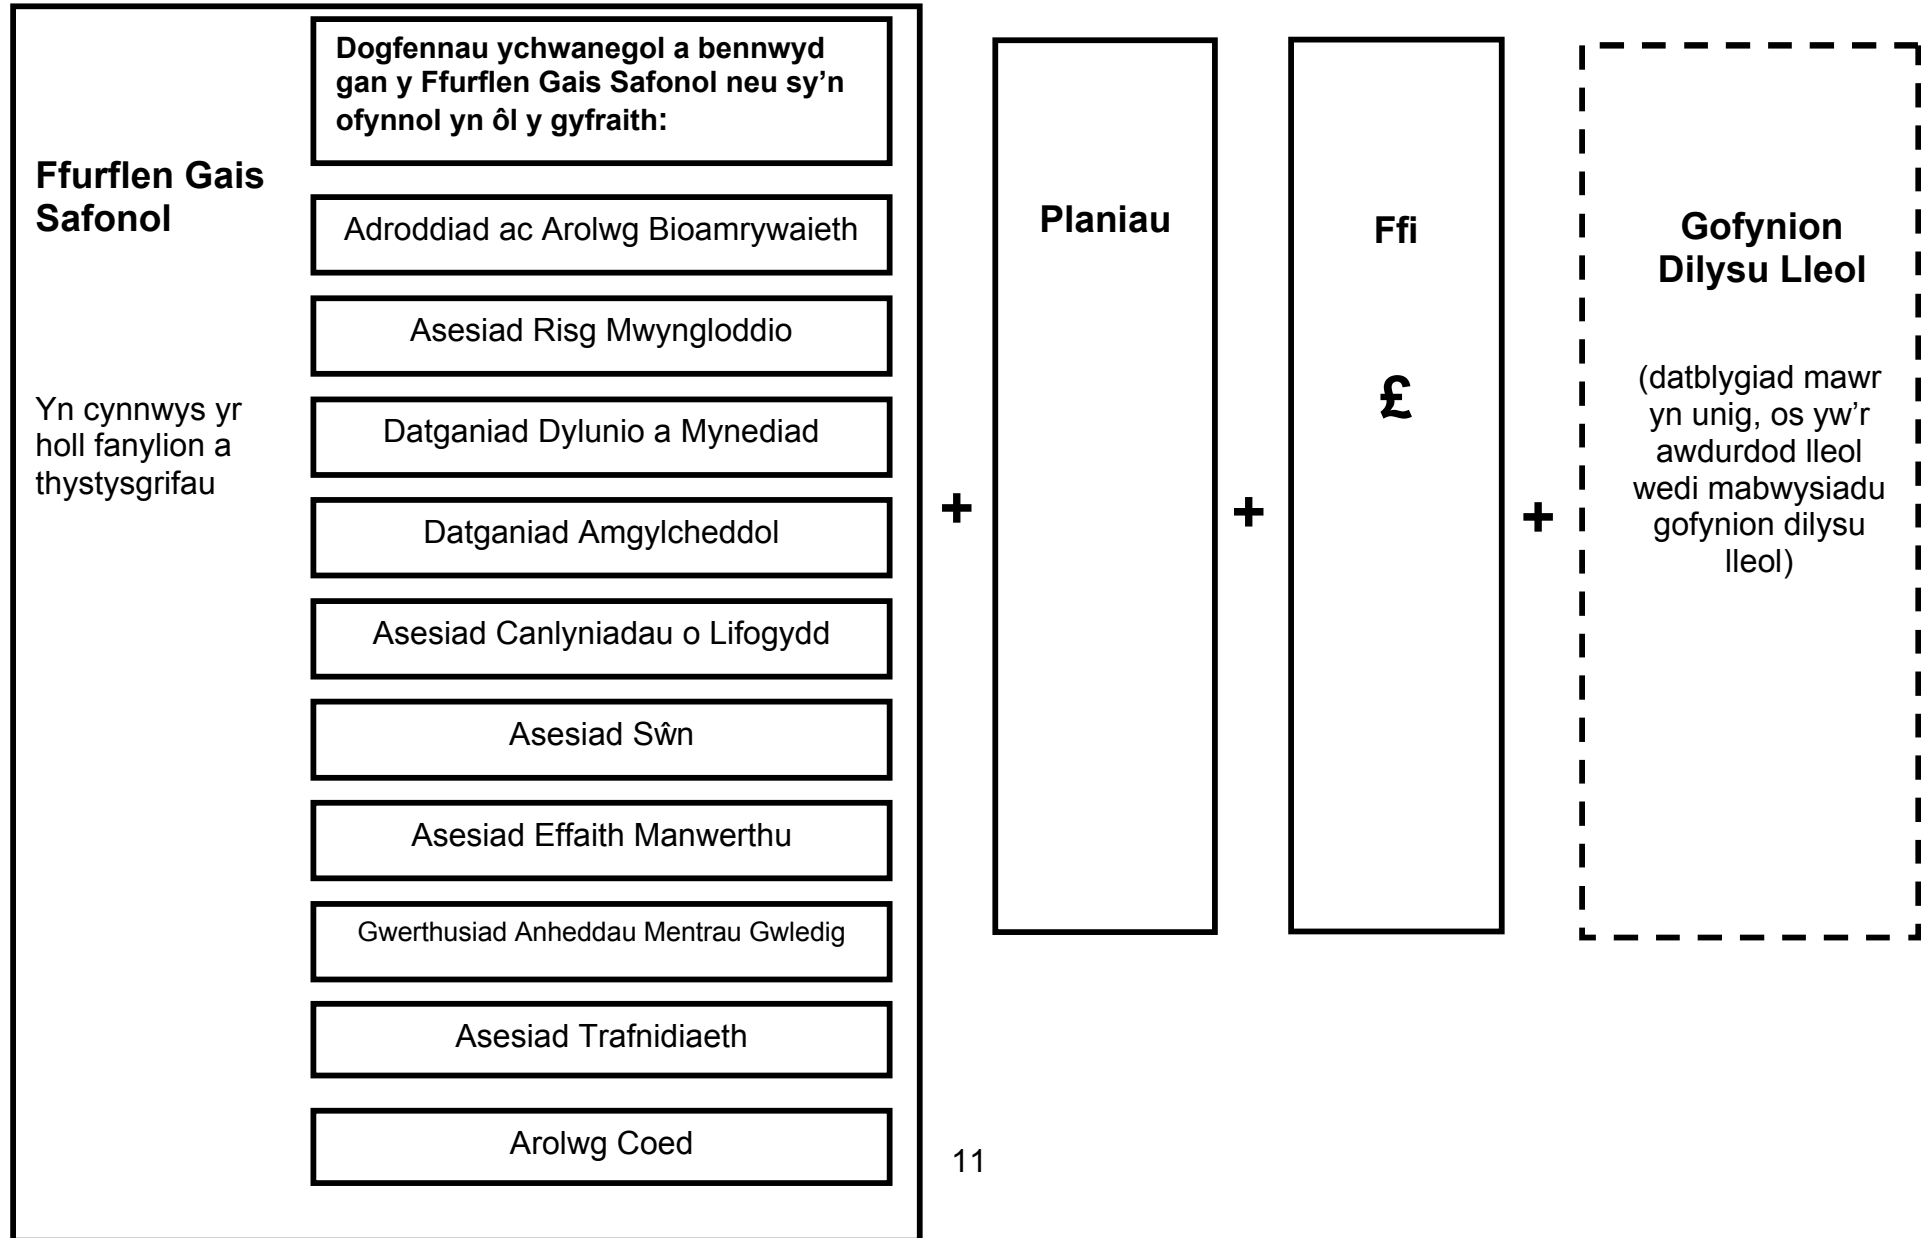 Ffurflen Gais
Safonol
Yn cynnwys yr
holl fanylion a
thystysgrifau
Dogfennau ychwanegol a bennwyd
gan y Ffurflen Gais Safonol neu sy’n
ofynnol yn ôl y gyfraith:
Adroddiad ac Arolwg Bioamrywaieth
Asesiad Risg Mwyngloddio
Datganiad Dylunio a Mynediad
Datganiad Amgylcheddol
Asesiad Canlyniadau o Lifogydd
Asesiad Sŵn
Asesiad Effaith Manwerthu
Gwerthusiad Anheddau Mentrau Gwledig
Asesiad Trafnidiaeth
Arolwg Coed
+
Planiau
+
Ffi
£
+
Gofynion
Dilysu Lleol
(datblygiad mawr
yn unig, os yw’r
awdurdod lleol
wedi mabwysiadu
gofynion dilysu
lleol)
11